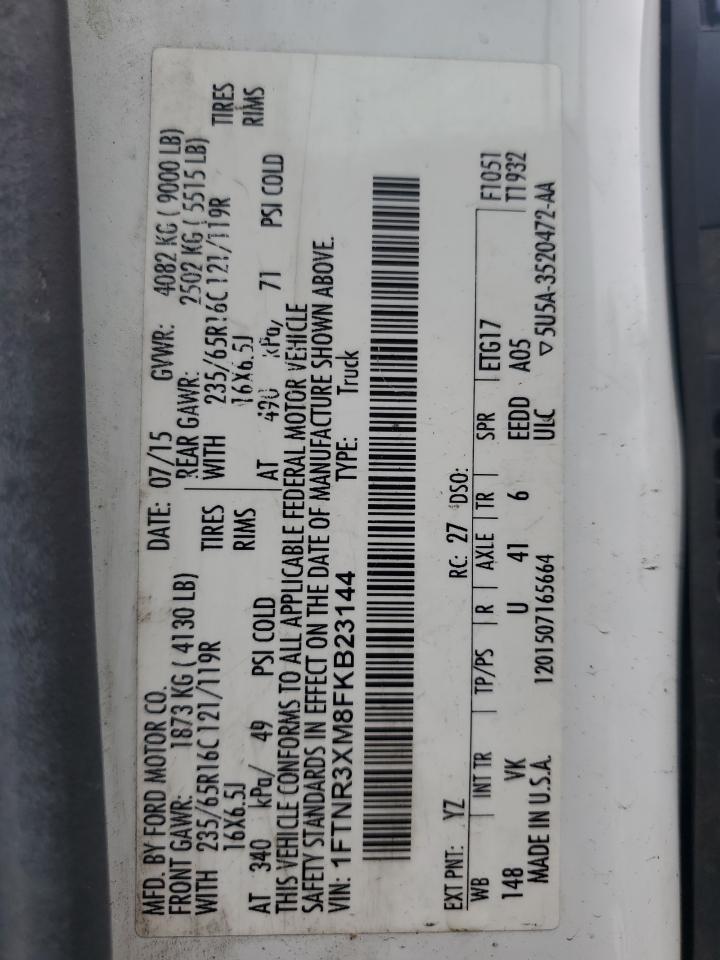 MFD. BY FORD MOTOR CO. DATE: 07/15 GVWR: 4082 KG ( 9000 LB)
FRONT GAWR: 1873 KG ( 4130 LB) REAR GAWR: 2502 KG ( 5515 LB)
WITH 235/65R16C 121/119R TIRES WITH 235/65R16C 121/119R TIRES
16X6.5J RIMS 16X6.5J RIMS
AT 340 kPa/ 49 PSI COLD AT 490 kPa/ 71 PSI COLD
THIS VEHICLE CONFORMS TO ALL APPLICABLE FEDERAL MOTOR VEHICLE
SAFETY STANDARDS IN EFFECT ON THE DATE OF MANUFACTURE SHOWN ABOVE.
VIN: 1FTNR3XM8FKB23144 TYPE: Truck
EXT PNT: YZ RC: 27 DSO: F1051
WB INT TR TP/PS R AXLE TR SPR ETG17 T1932
148 VK U 41 6 EEDD A05
MADE IN U.S.A. 1201507165664 UIC ▽5U5A-3520472-AA